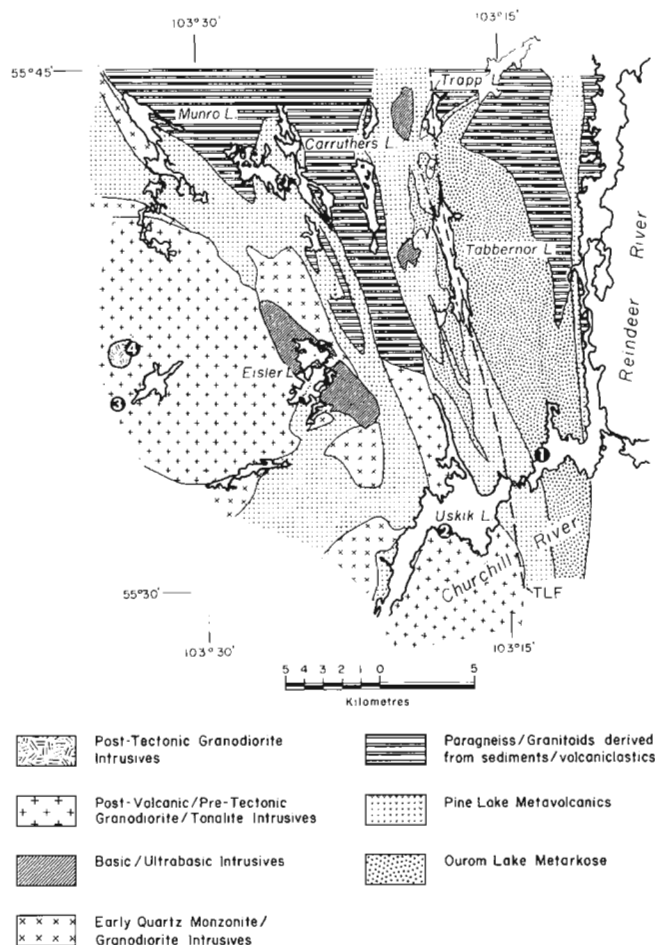 103°30'
103°15'
55°45'
Trapp L.
Munro L.
Carruthers L.
Tabbernor L.
Reindeer River
4
Eisler L.
3
1
Uskik L.
2
Churchill River
55°30'
TLF
103°30'
103°15'
5 4 3 2 1 0 5
Kilometres
Post-Tectonic Granodiorite
Intrusives
Post-Volcanic/Pre-Tectonic
Granodiorite/Tonalite Intrusives
Basic/Ultrabasic Intrusives
Early Quartz Monzonite/
Granodiorite Intrusives
Paragneiss/Granitoids derived
from sediments/volcaniclastics
Pine Lake Metavolcanics
Ourom Lake Metarkose